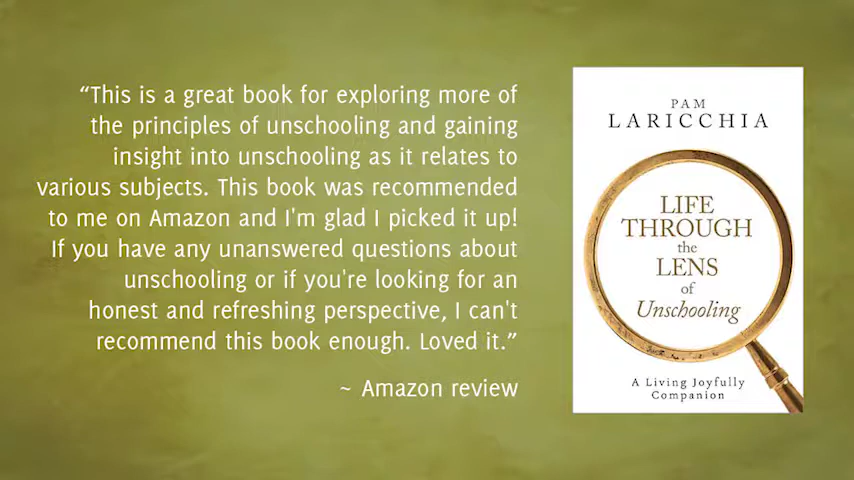 “This is a great book for exploring more of
the principles of unschooling and gaining
insight into unschooling as it relates to
various subjects. This book was recommended
to me on Amazon and I'm glad I picked it up!
If you have any unanswered questions about
unschooling or if you're looking for an
honest and refreshing perspective, I can't
recommend this book enough. Loved it.”
~ Amazon review
PAM
LARICCHIA
LIFE
THROUGH
the
LENS
of
Unschooling
A Living Joyfully
Companion